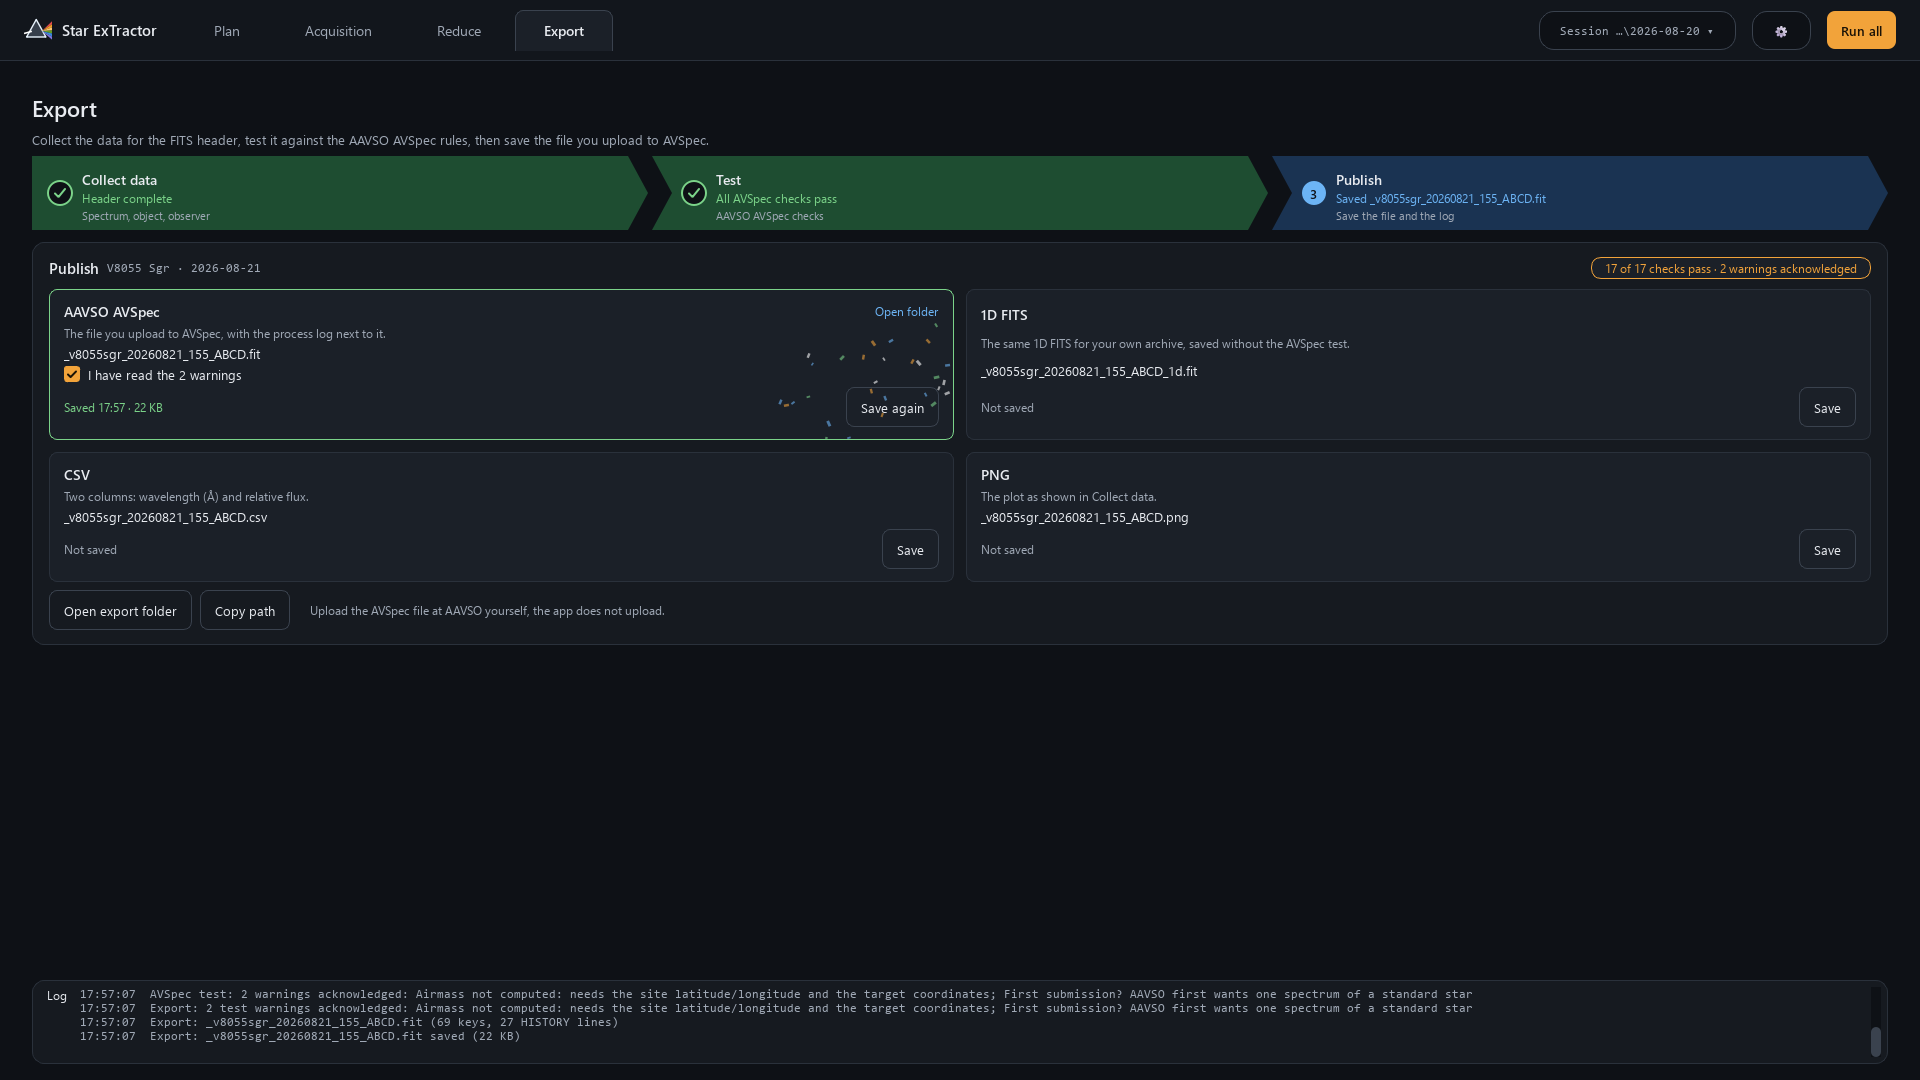 Star ExTractor
Plan
Acquisition
Reduce
Export
Session …\2026-08-20 ▾
Run all
Export
Collect the data for the FITS header, test it against the AAVSO AVSpec rules, then save the file you upload to AVSpec.
Collect data
Header complete
Spectrum, object, observer
Test
All AVSpec checks pass
AAVSO AVSpec checks
3
Publish
Saved _v8055sgr_20260821_155_ABCD.fit
Save the file and the log
Publish V8055 Sgr · 2026-08-21
17 of 17 checks pass · 2 warnings acknowledged
AAVSO AVSpec
Open folder
The file you upload to AVSpec, with the process log next to it.
_v8055sgr_20260821_155_ABCD.fit
I have read the 2 warnings
Saved 17:57 · 22 KB
Save again
1D FITS
The same 1D FITS for your own archive, saved without the AVSpec test.
_v8055sgr_20260821_155_ABCD_1d.fit
Not saved
Save
CSV
Two columns: wavelength (Å) and relative flux.
_v8055sgr_20260821_155_ABCD.csv
Not saved
Save
PNG
The plot as shown in Collect data.
_v8055sgr_20260821_155_ABCD.png
Not saved
Save
Open export folder
Copy path
Upload the AVSpec file at AAVSO yourself, the app does not upload.
Log
17:57:07 AVSpec test: 2 warnings acknowledged: Airmass not computed: needs the site latitude/longitude and the target coordinates; First submission? AAVSO first wants one spectrum of a standard star
17:57:07 Export: 2 test warnings acknowledged: Airmass not computed: needs the site latitude/longitude and the target coordinates; First submission? AAVSO first wants one spectrum of a standard star
17:57:07 Export: _v8055sgr_20260821_155_ABCD.fit (69 keys, 27 HISTORY lines)
17:57:07 Export: _v8055sgr_20260821_155_ABCD.fit saved (22 KB)